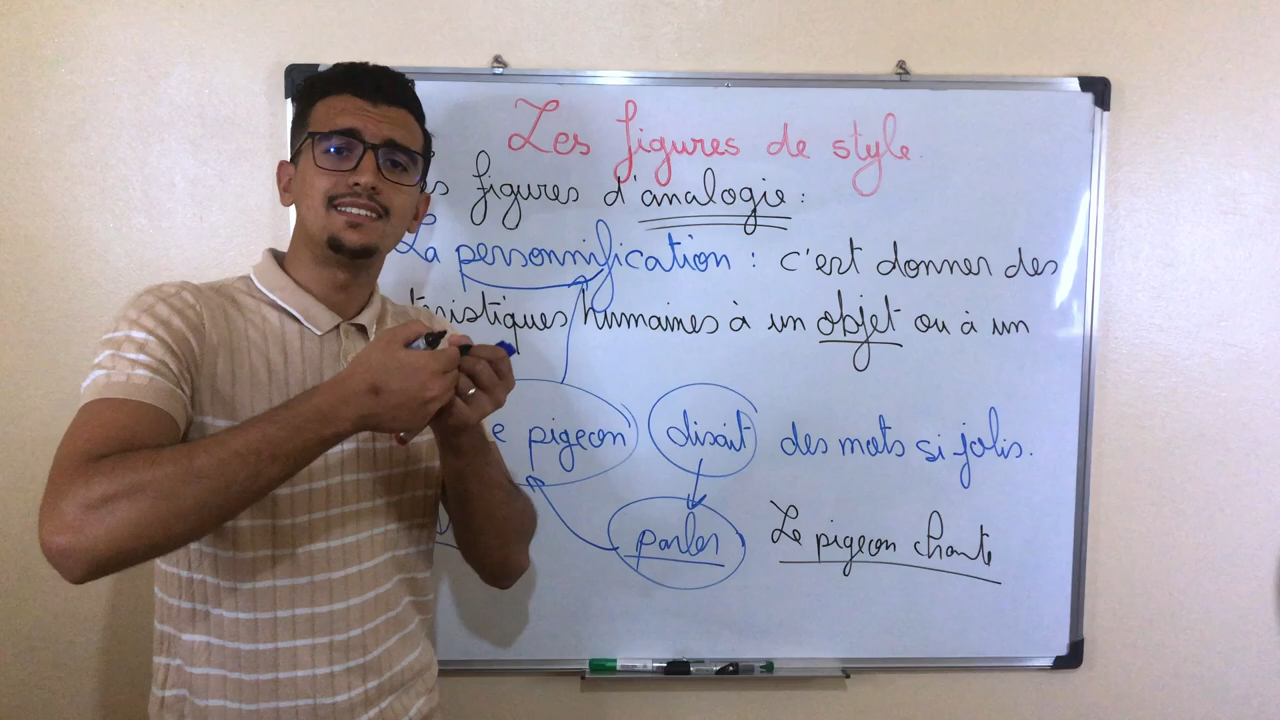 Les figures de style.
figures d'analogie :
La personnification : c'est donner des
téristiques humaines à un objet ou à un
e pigeon disait des mots si jolis.
parler Le pigeon chante